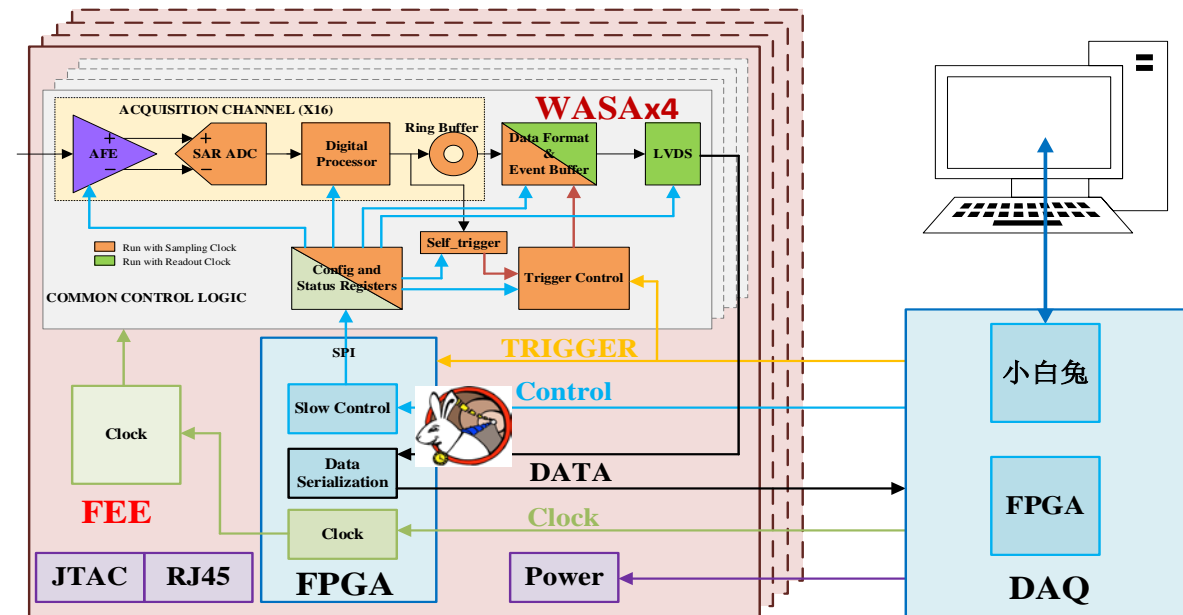 ACQUISITION CHANNEL (X16)
WASAx4
Ring Buffer
AFE
+
−
+
−
SAR ADC
Digital
Processor
Data Format
&
Event Buffer
LVDS
Run with Sampling Clock
Run with Readout Clock
Config and
Status Registers
Self_trigger
Trigger Control
COMMON CONTROL LOGIC
SPI
TRIGGER
Slow Control
Control
小白兔
Clock
Data
Serialization
DATA
FEE
Clock
Clock
FPGA
JTAC
RJ45
FPGA
Power
DAQ